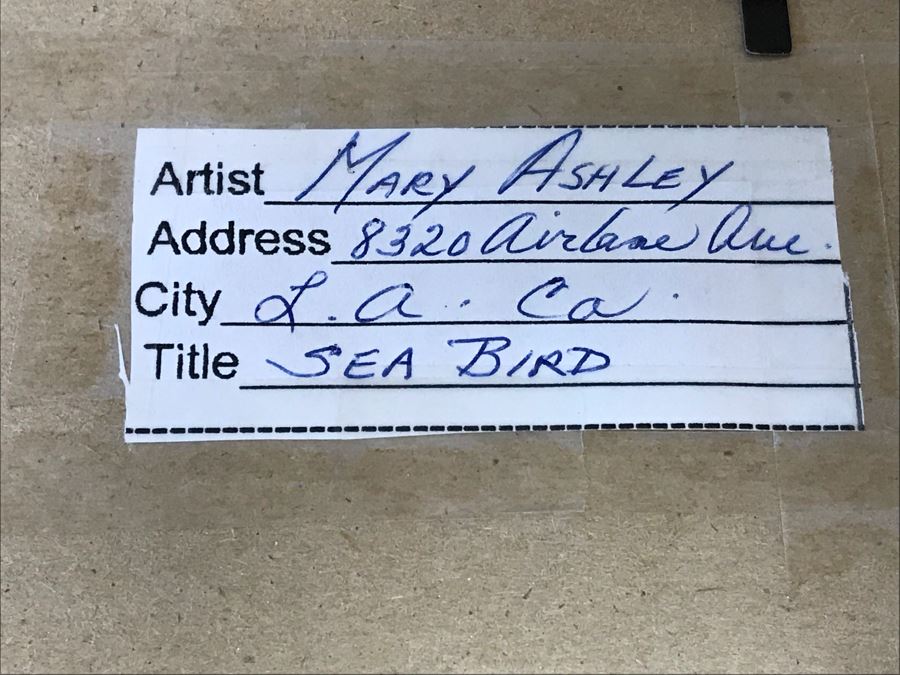 Artist MARY ASHLEY
Address 8320 Airlane Ave.
City L.A. Ca.
Title SEA BIRD